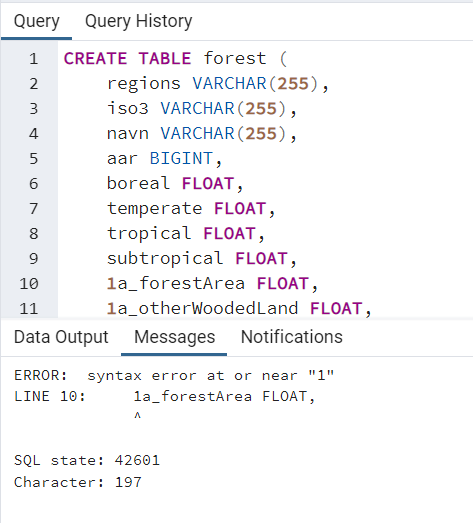 Query Query History
1 CREATE TABLE forest (
2 regions VARCHAR(255),
3 iso3 VARCHAR(255),
4 navn VARCHAR(255),
5 aar BIGINT,
6 boreal FLOAT,
7 temperate FLOAT,
8 tropical FLOAT,
9 subtropical FLOAT,
10 1a_forestArea FLOAT,
11 1a_otherWoodedLand FLOAT,
Data Output Messages Notifications
ERROR:  syntax error at or near "1"
LINE 10:     1a_forestArea FLOAT,
^
SQL state: 42601
Character: 197